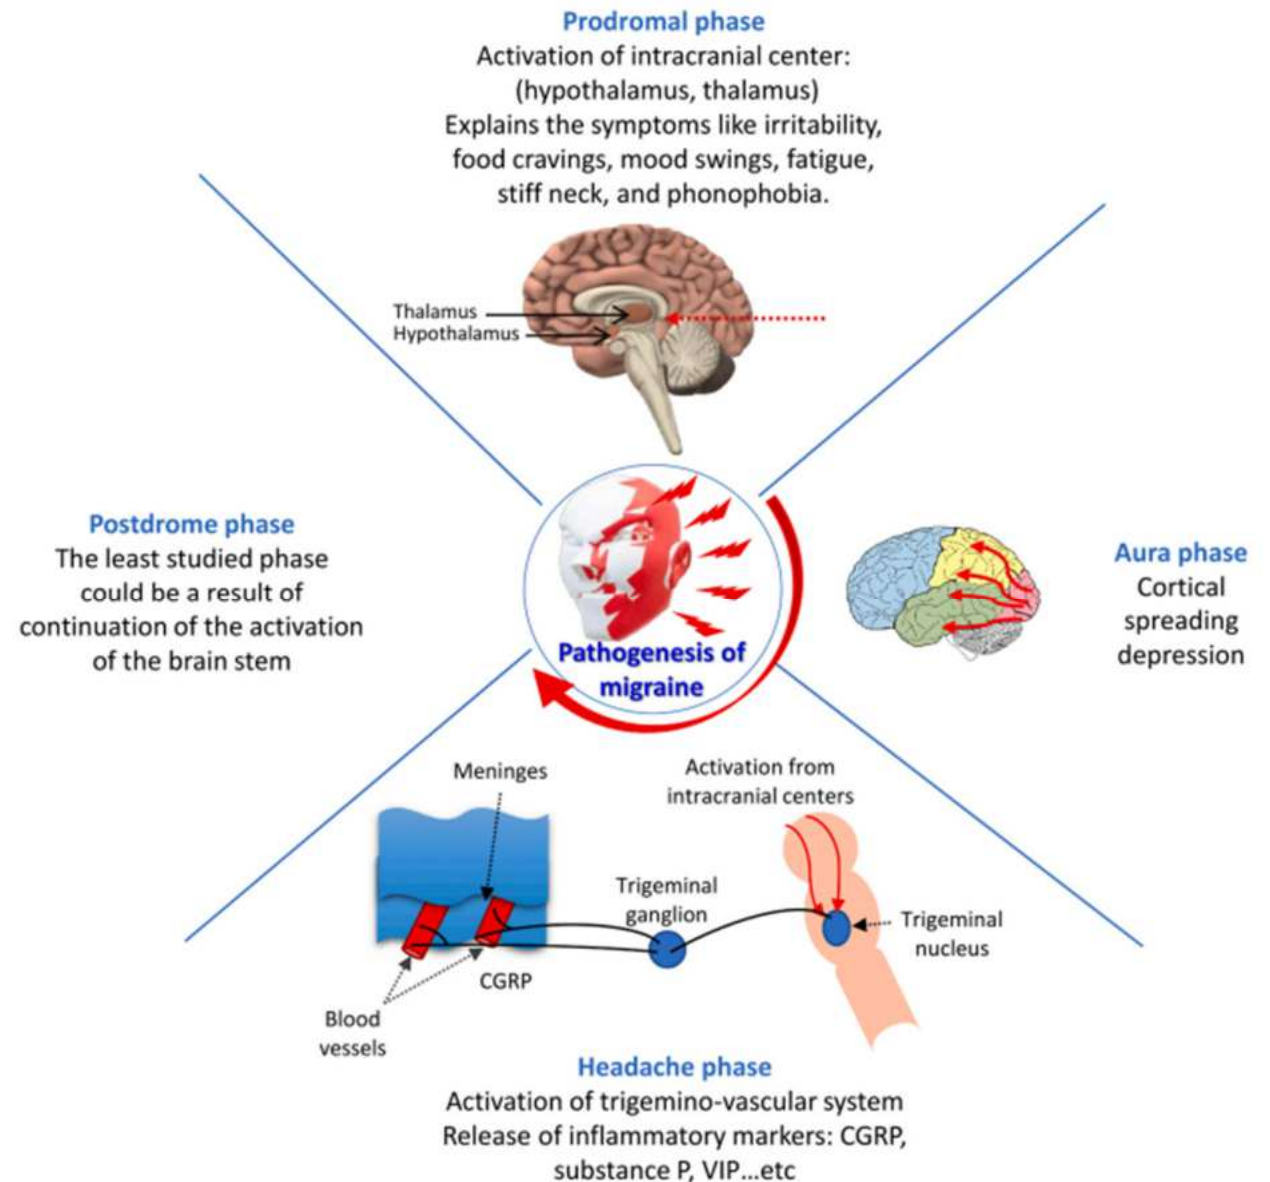 Prodromal phase
Activation of intracranial center:
(hypothalamus, thalamus)
Explains the symptoms like irritability,
food cravings, mood swings, fatigue,
stiff neck, and phonophobia.
Thalamus
Hypothalamus
Postdrome phase
The least studied phase
could be a result of
continuation of the activation
of the brain stem
Pathogenesis of
migraine
Aura phase
Cortical
spreading
depression
Meninges
Activation from
intracranial centers
Trigeminal
ganglion
Trigeminal
nucleus
CGRP
Blood
vessels
Headache phase
Activation of trigemino-vascular system
Release of inflammatory markers: CGRP,
substance P, VIP...etc